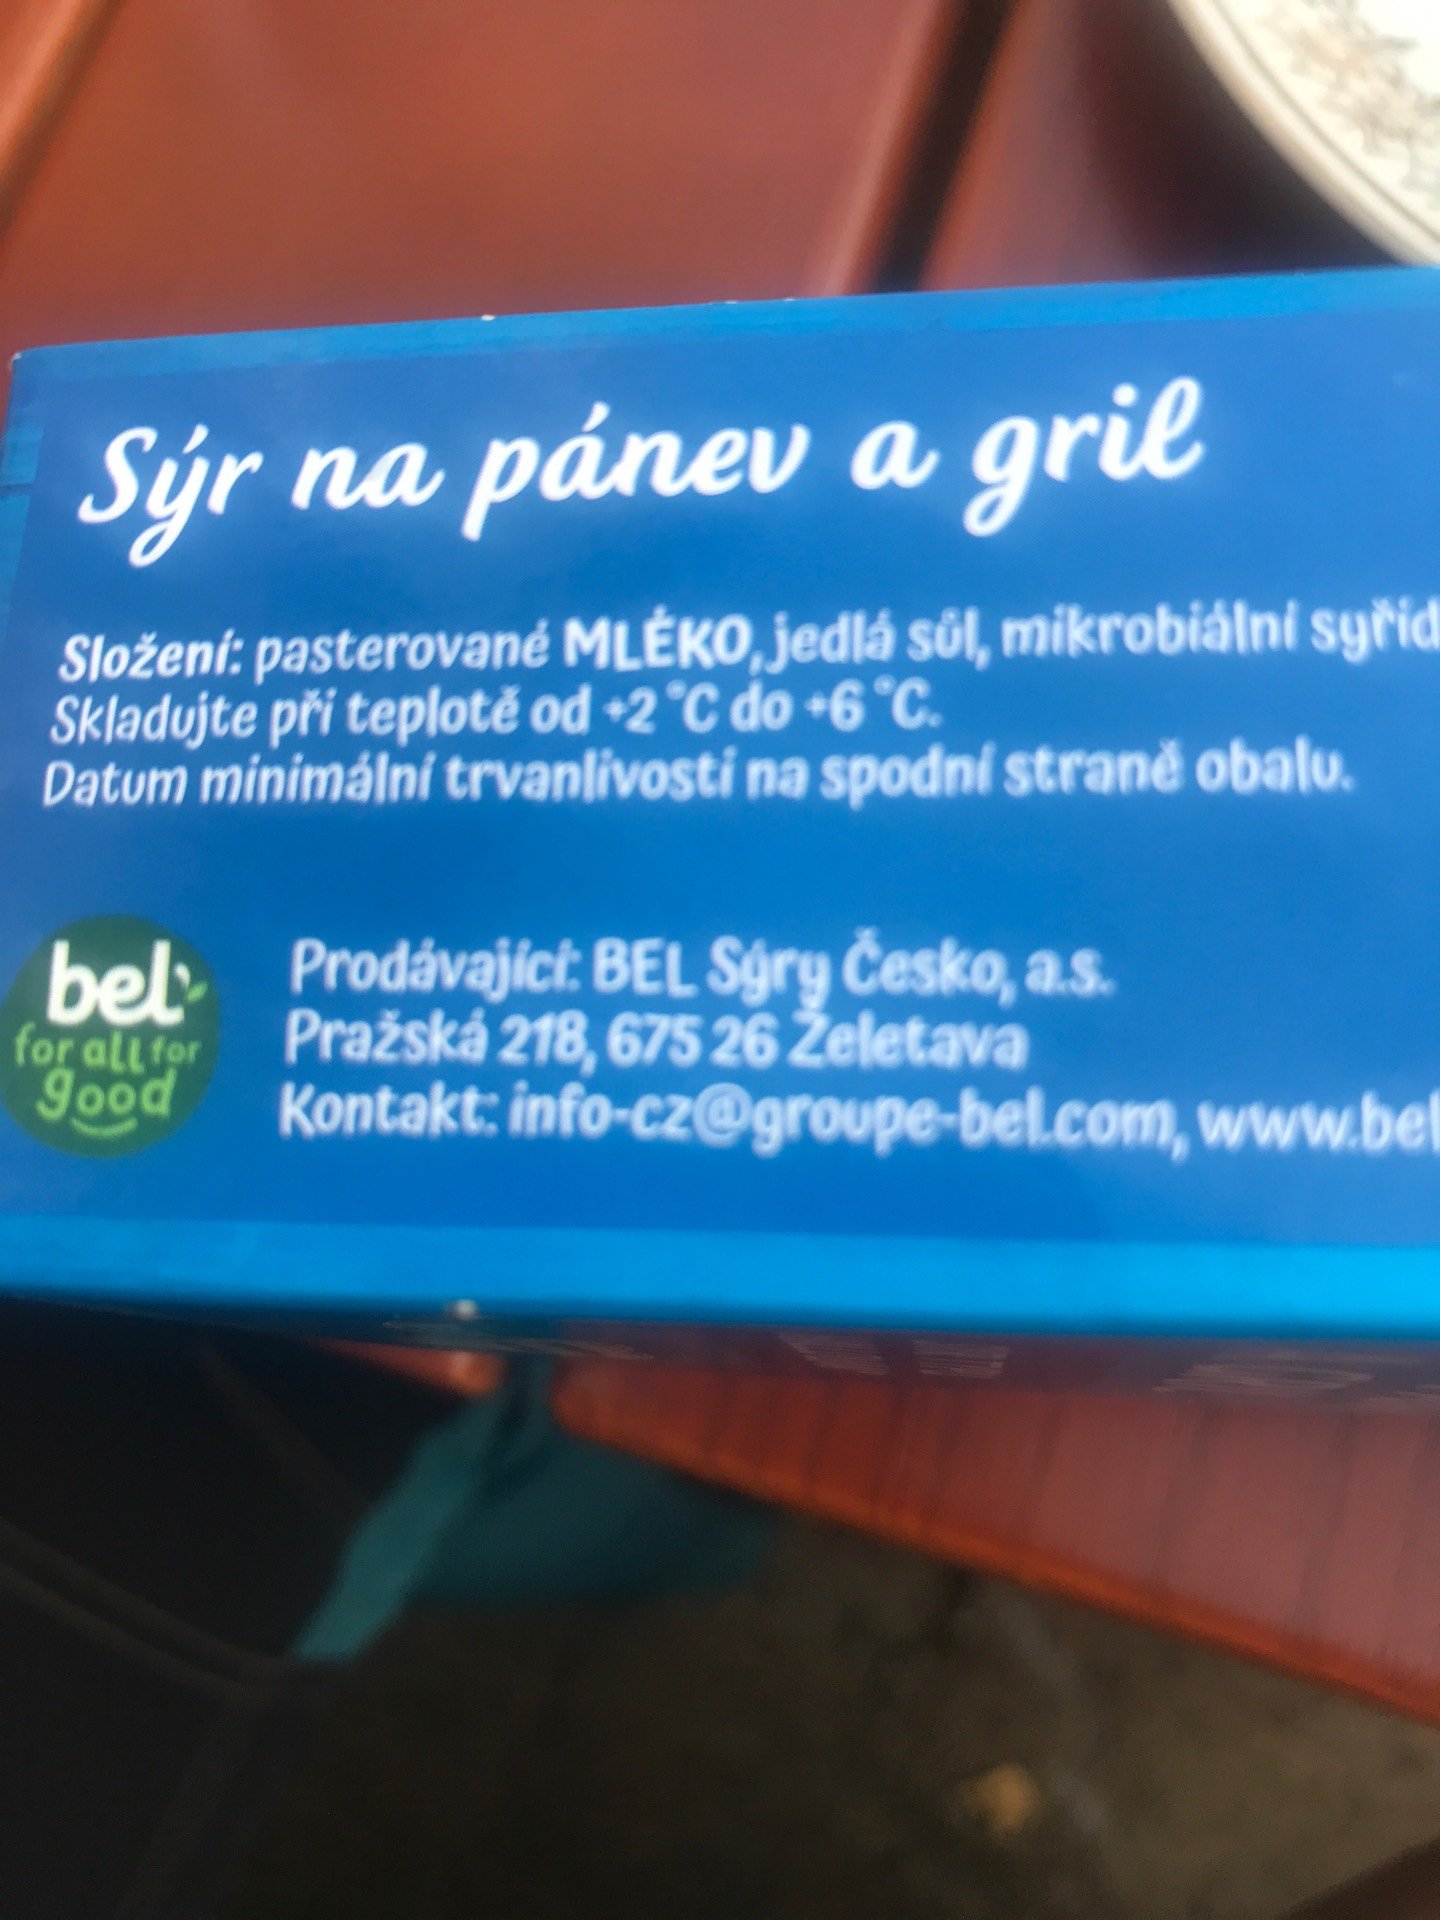 Sýr na pánev a gril
Složení: pasterované MLÉKO, jedlá sůl, mikrobiální syřid
Skladujte při teplotě od +2 °C do +6 °C.
Datum minimální trvanlivosti na spodní straně obalu.
bel
for all for
good
Prodávající: BEL Sýry Česko, a.s.
Pražská 218, 675 26 Želetava
Kontakt: info-cz@groupe-bel.com, www.bel